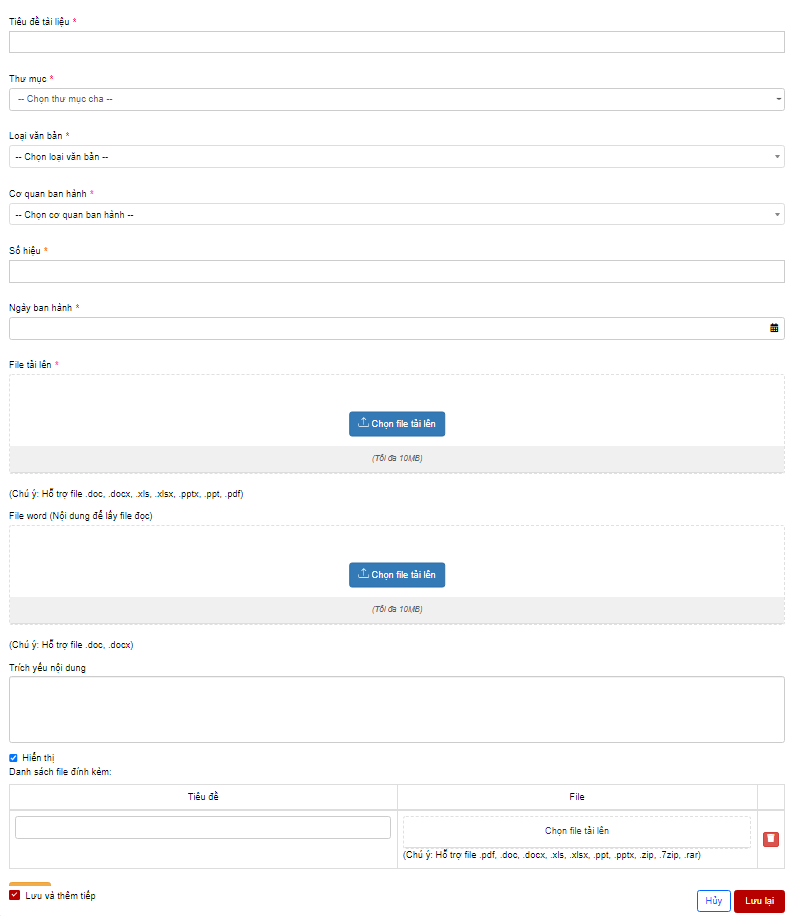 Tiêu đề tài liệu *
Thư mục *
-- Chọn thư mục cha --
Loại văn bản *
-- Chọn loại văn bản --
Cơ quan ban hành *
-- Chọn cơ quan ban hành --
Số hiệu *
Ngày ban hành *
File tải lên *
Chọn file tải lên
(Tối đa 10MB)
(Chú ý: Hỗ trợ file .doc, .docx, .xls, .xlsx, .pptx, .ppt, .pdf)
File word (Nội dung để lấy file đọc)
Chọn file tải lên
(Tối đa 10MB)
(Chú ý: Hỗ trợ file .doc, .docx)
Trích yếu nội dung
Hiển thị
Danh sách file đính kèm:
Tiêu đề File
Chọn file tải lên
(Chú ý: Hỗ trợ file .pdf, .doc, .docx, .xls, .xlsx, .ppt, .pptx, .zip, .7zip, .rar)
Lưu và thêm tiếp
Hủy Lưu lại